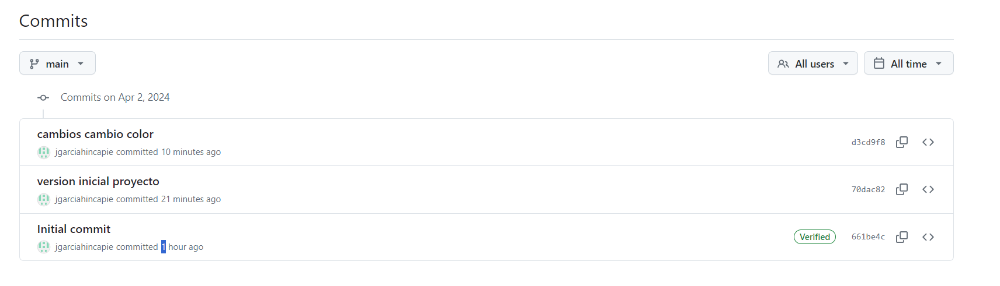 Commits
main
All users
All time
Commits on Apr 2, 2024
cambios cambio color
jgarciahincapie committed 10 minutes ago
d3cd9f8
version inicial proyecto
jgarciahincapie committed 21 minutes ago
70dac82
Initial commit
jgarciahincapie committed 1 hour ago
Verified
661be4c